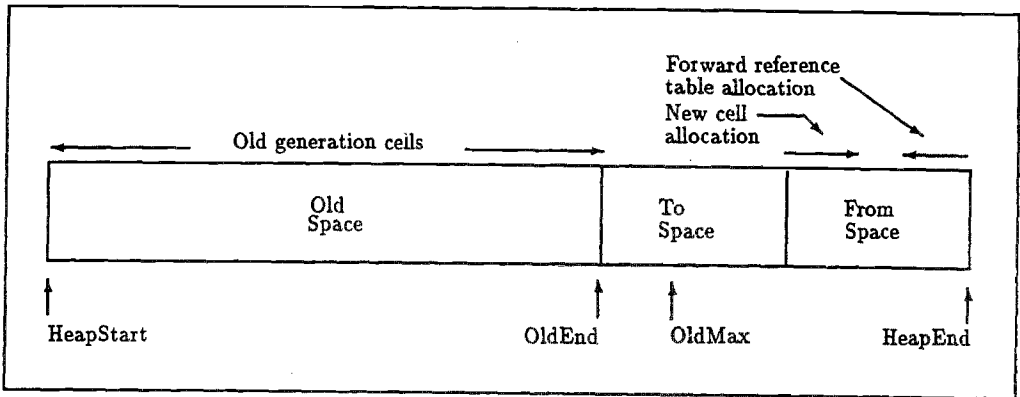 Forward reference
table allocation
New cell
allocation
Old generation cells
Old
Space
To
Space
From
Space
HeapStart
OldEnd
OldMax
HeapEnd